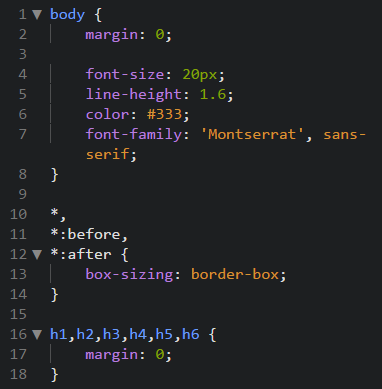 1 ▼ body {
2 margin: 0;
3
4 font-size: 20px;
5 line-height: 1.6;
6 color: #333;
7 font-family: 'Montserrat', sans-
serif;
8 }
9
10 *,
11 *:before,
12 ▼ *:after {
13 box-sizing: border-box;
14 }
15
16 ▼ h1,h2,h3,h4,h5,h6 {
17 margin: 0;
18 }